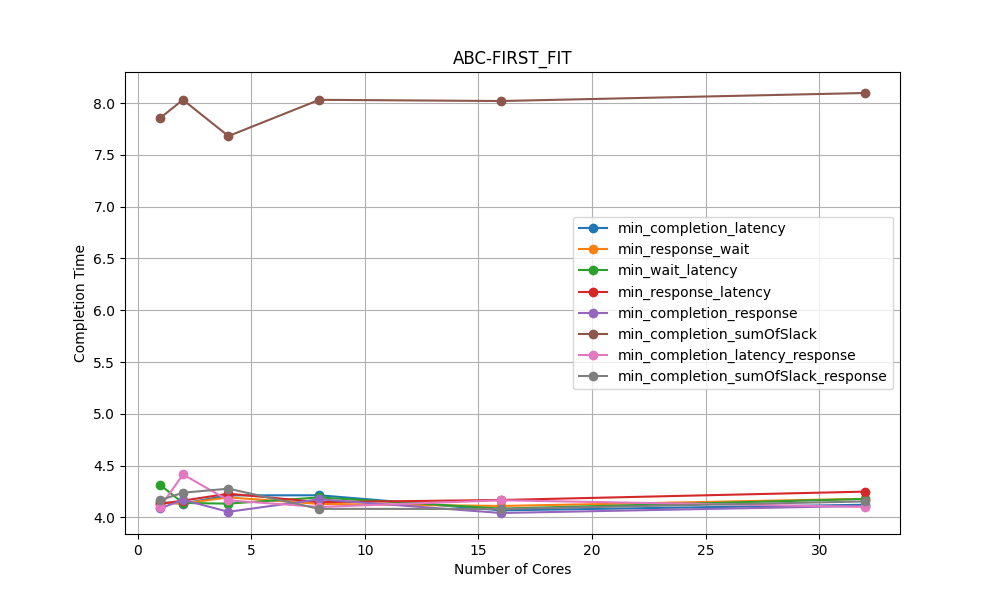 ABC-FIRST_FIT
Completion Time
8.0
7.5
7.0
6.5
6.0
5.5
5.0
4.5
4.0
min_completion_latency
min_response_wait
min_wait_latency
min_response_latency
min_completion_response
min_completion_sumOfSlack
min_completion_latency_response
min_completion_sumOfSlack_response
0 5 10 15 20 25 30
Number of Cores